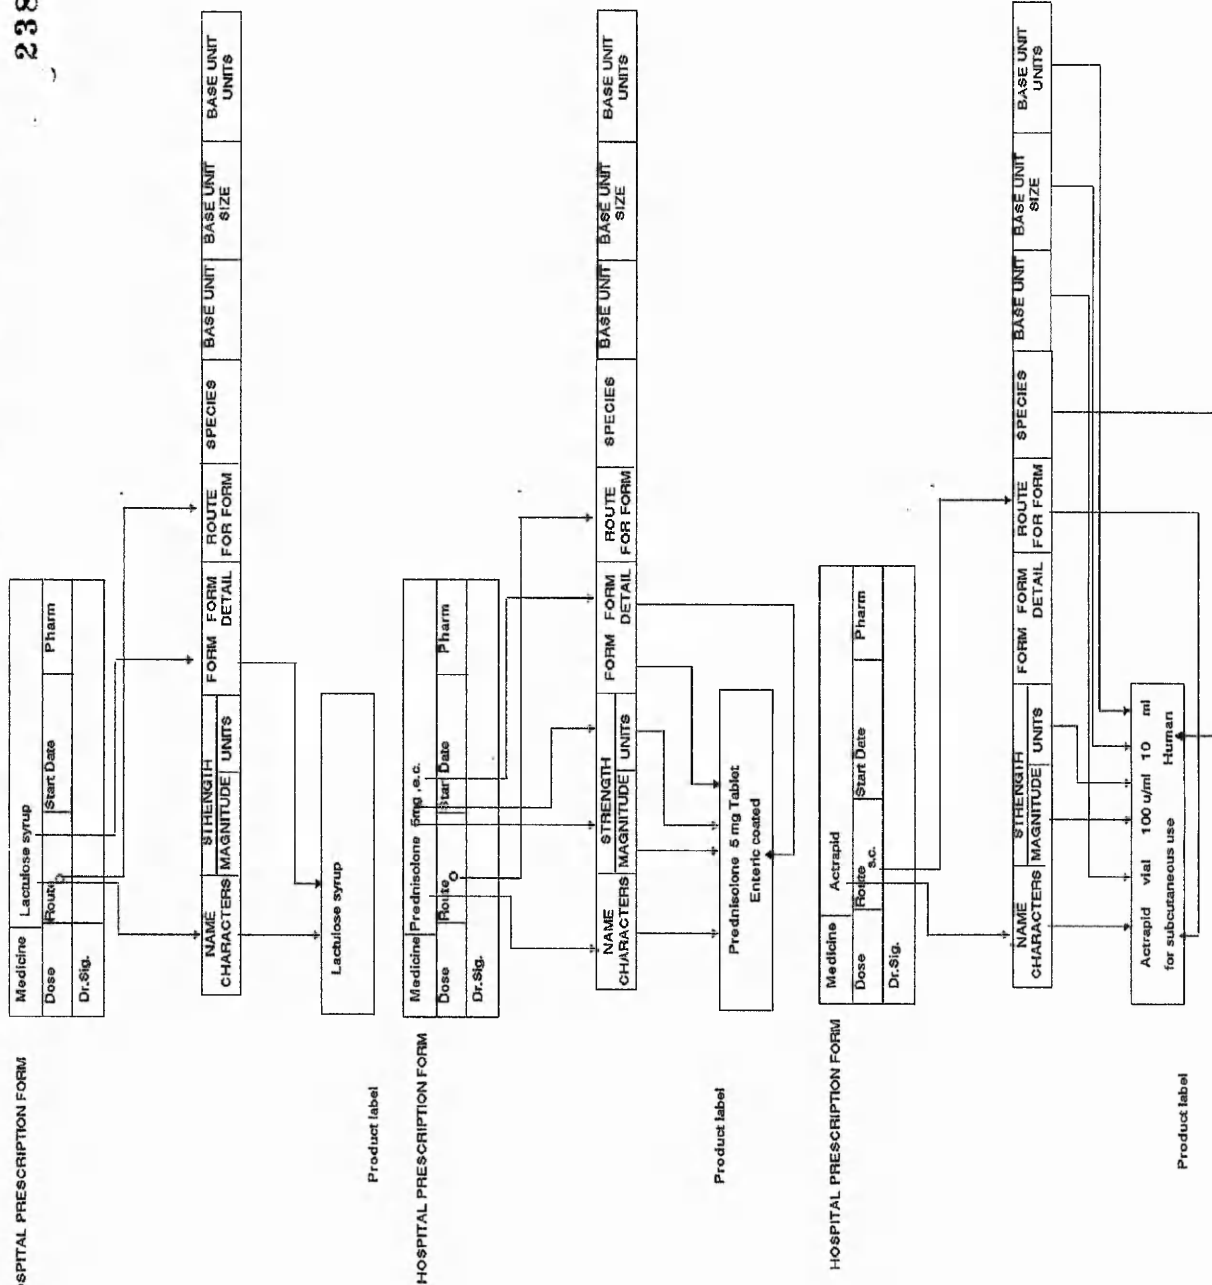 238
HOSPITAL PRESCRIPTION FORM
Medicine Lactulose syrup
Dose Route Start Date Pharm
Dr.Sig.
NAME CHARACTERS
STRENGTH
MAGNITUDE UNITS
FORM
FORM DETAIL
ROUTE FOR FORM
SPECIES
BASE UNIT
BASE UNIT SIZE
BASE UNIT UNITS
Lactulose syrup
Product label
HOSPITAL PRESCRIPTION FORM
Medicine Prednisolone 5mg ,e.c.
Dose Route Start Date Pharm
Dr.Sig.
NAME CHARACTERS
STRENGTH
MAGNITUDE UNITS
FORM
FORM DETAIL
ROUTE FOR FORM
SPECIES
BASE UNIT
BASE UNIT SIZE
BASE UNIT UNITS
Prednisolone 5 mg Tablet
Enteric coated
Product label
HOSPITAL PRESCRIPTION FORM
Medicine Actrapid
Dose Route s.c. Start Date Pharm
Dr.Sig.
NAME CHARACTERS
STRENGTH
MAGNITUDE UNITS
FORM
FORM DETAIL
ROUTE FOR FORM
SPECIES
BASE UNIT
BASE UNIT SIZE
BASE UNIT UNITS
Actrapid vial 100 u/ml 10 ml
for subcutaneous use Human
Product label